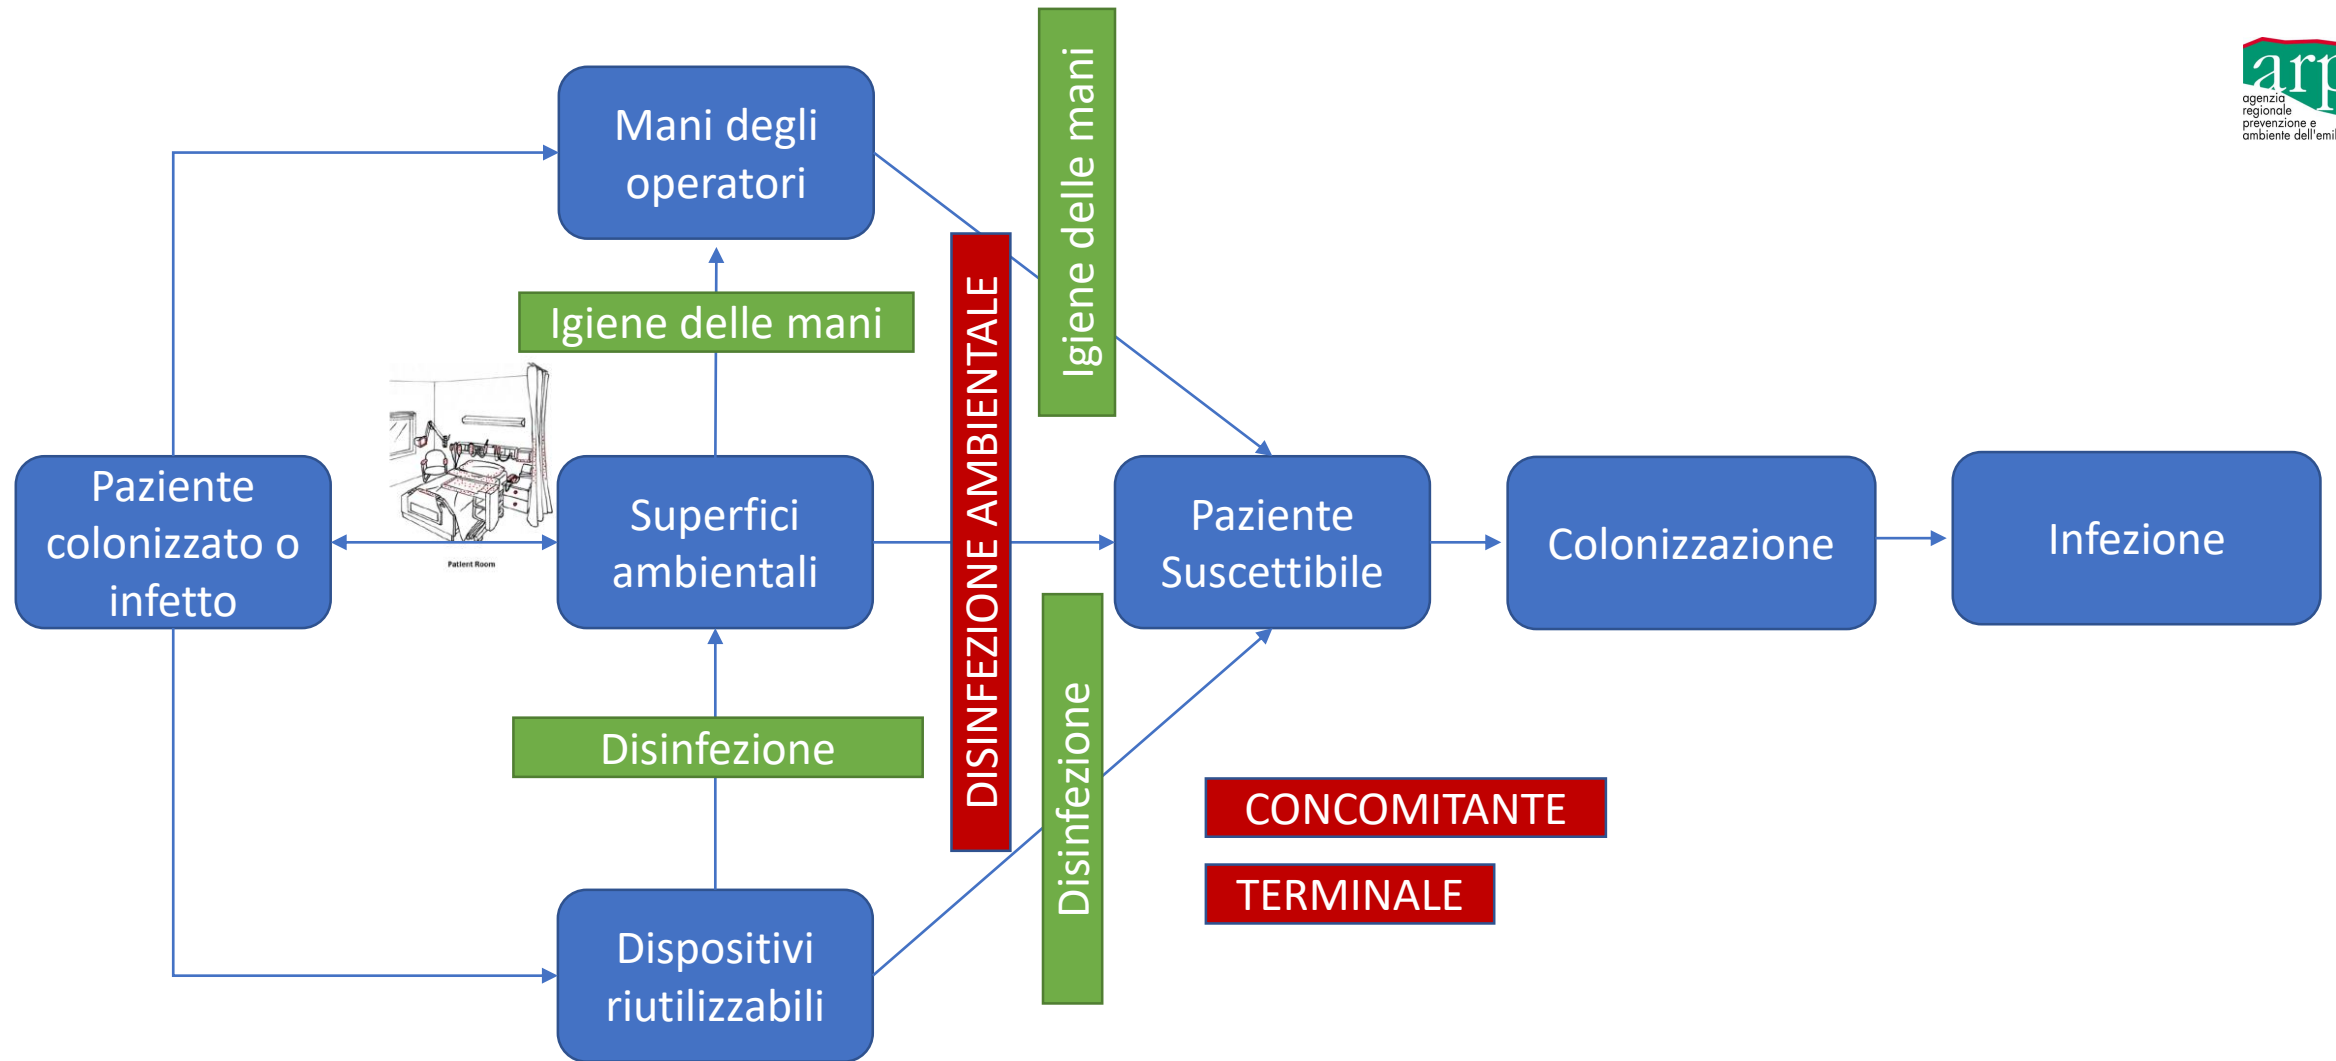 Mani degli
operatori
Igiene delle mani
agenzia
regionale
prevenzione e
Igiene delle mani
DISINFEZIONE AMBIENTALE
Patient Room
Paziente
colonizzato o
infetto
Superfici
ambientali
Paziente
Suscettibile
Colonizzazione
Infezione
Disinfezione
Disinfezione
CONCOMITANTE
TERMINALE
Dispositivi
riutilizzabili